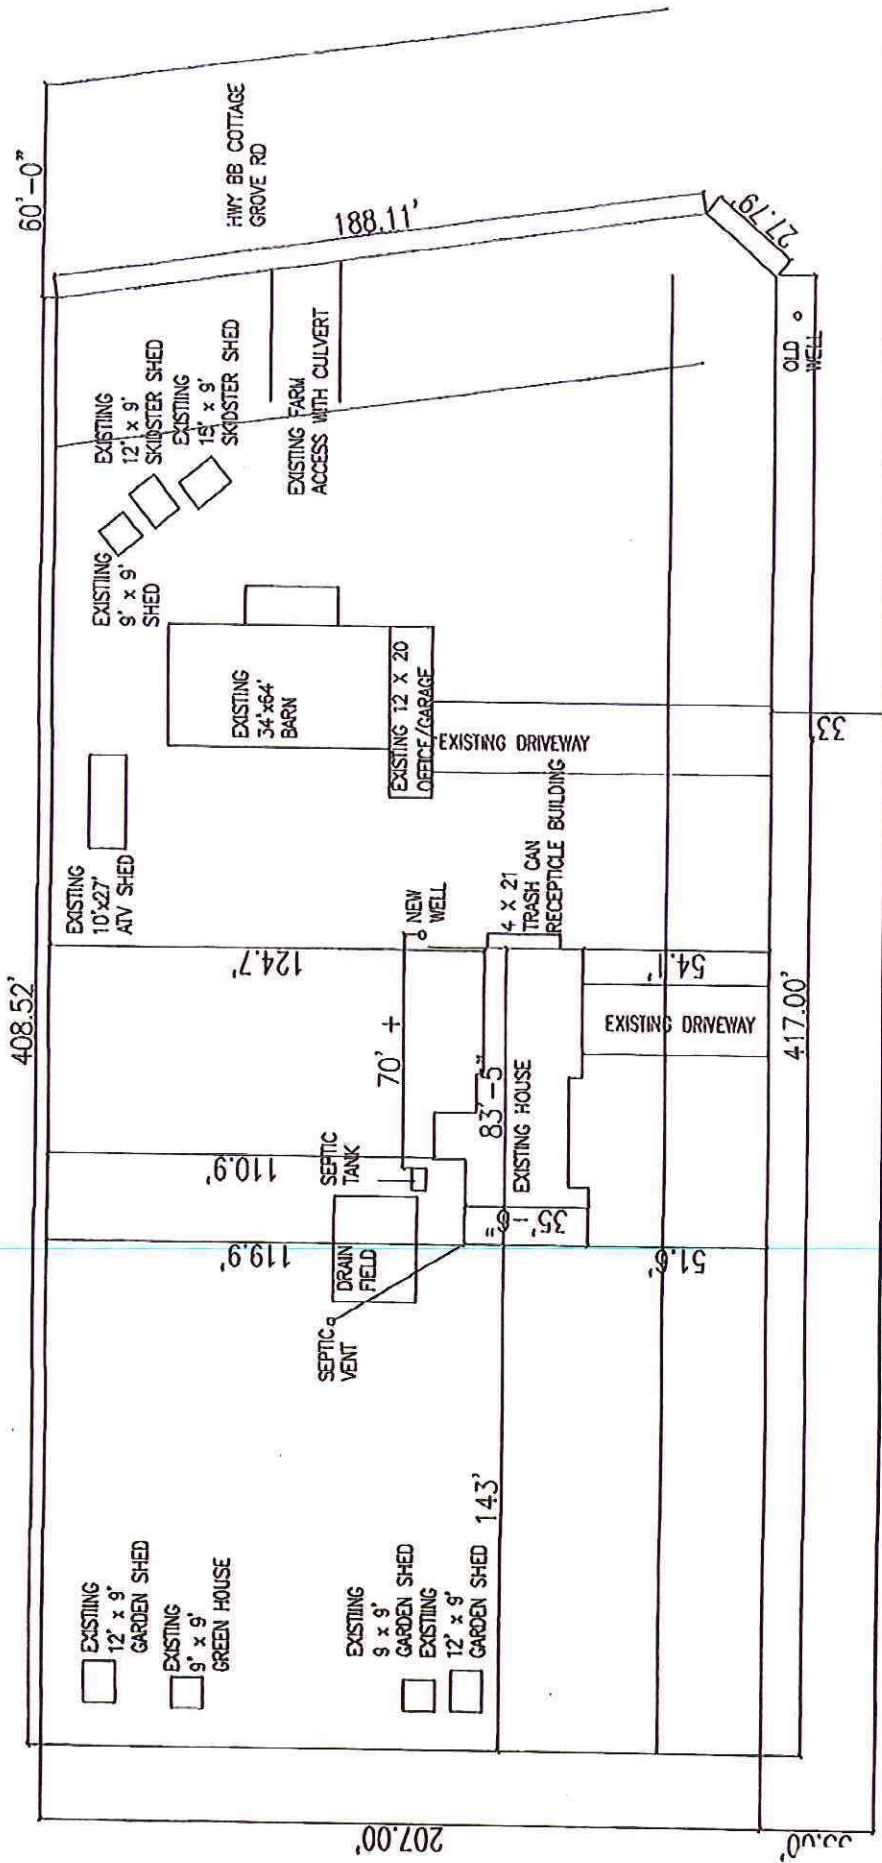 60'-0"
HWY BB COTTAGE
GROVE RD
188.11'
27.79'
OLD
WELL
EXISTING
12' x 9'
SKIDSTER SHED
EXISTING
15' x 9'
SKIDSTER SHED
EXISTING FARM
ACCESS WITH CULVERT
EXISTING
9' x 9'
SHED
EXISTING
34'x64'
BARN
EXISTING 12 X 20
OFFICE/GARAGE
EXISTING DRIVEWAY
33'
EXISTING
10'x27'
ATV SHED
NEW
WELL
4 X 21
TRASH CAN
RECEPTICLE BUILDING
408.52'
124.7'
54.1'
70' +
83'-5"
EXISTING HOUSE
EXISTING DRIVEWAY
417.00'
110.9'
SEPTIC
TANK
119.9'
DRAIN
FIELD
35'-6"
51.6'
SEPTIC
VENT
143'
EXISTING
12' x 9'
GARDEN SHED
EXISTING
9' x 9'
GREEN HOUSE
EXISTING
9 x 9'
GARDEN SHED
EXISTING
12' x 9'
GARDEN SHED
207.00'